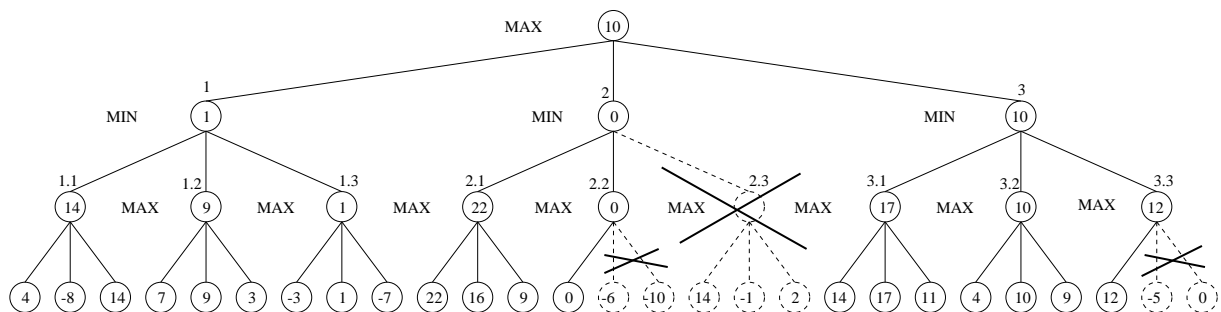 MAX 10
1 2 3
MIN 1 MIN 0 MIN 10
1.1 1.2 1.3 2.1 2.2 2.3 3.1 3.2 3.3
14 MAX 9 MAX 1 MAX 22 MAX 0 MAX MAX 17 MAX 10 MAX 12
4 -8 14 7 9 3 -3 1 -7 22 16 9 0 -6 -10 14 -1 2 14 17 11 4 10 9 12 -5 0